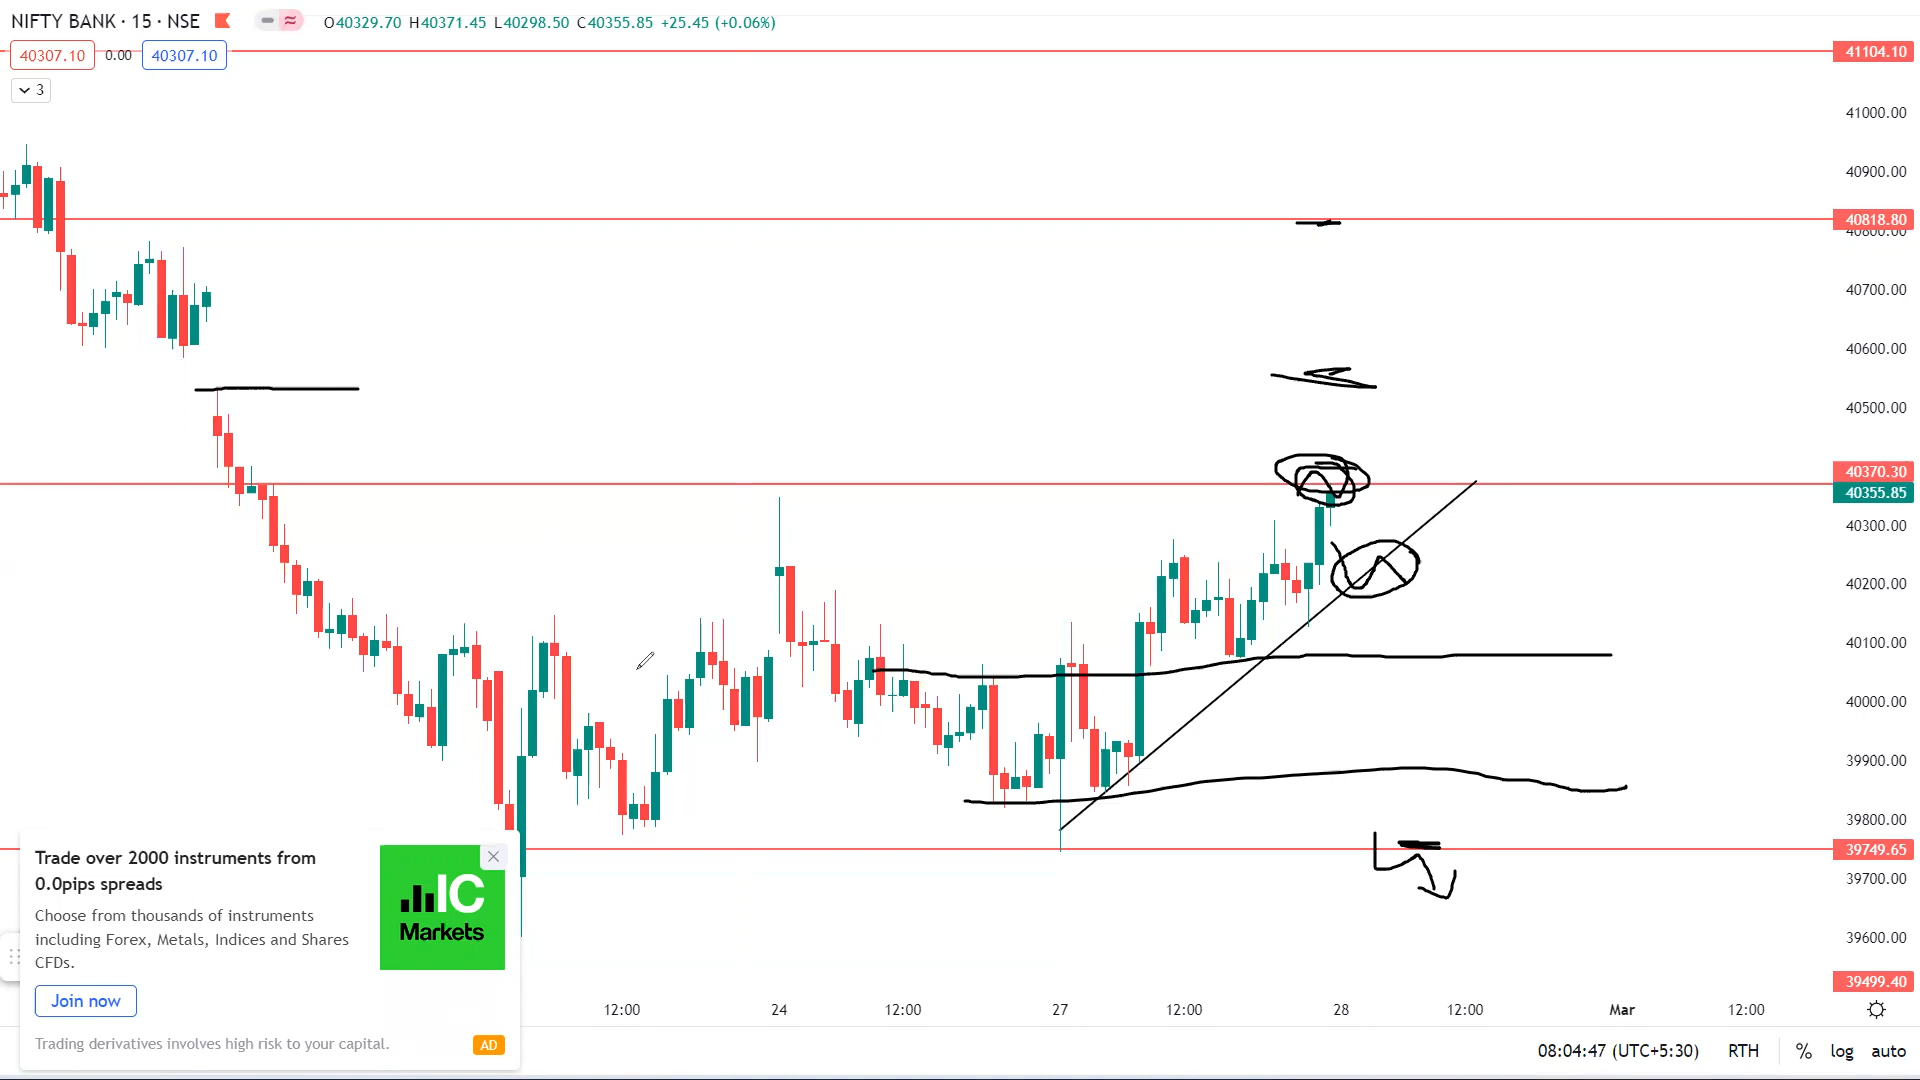 NIFTY BANK · 15 · NSE O40329.70 H40371.45 L40298.50 C40355.85 +25.45 (+0.06%)
40307.10 0.00 40307.10
3
41104.10
41000.00
40900.00
40818.80
40800.00
40700.00
40600.00
40500.00
40370.30
40355.85
40300.00
40200.00
40100.00
40000.00
39900.00
39800.00
39749.65
39700.00
39600.00
39499.40
Trade over 2000 instruments from
0.0pips spreads
Choose from thousands of instruments
including Forex, Metals, Indices and Shares
CFDs.
IC
Markets
Join now
Trading derivatives involves high risk to your capital.
AD
12:00 24 12:00 27 12:00 28 12:00 Mar 12:00
08:04:47 (UTC+5:30) RTH % log auto